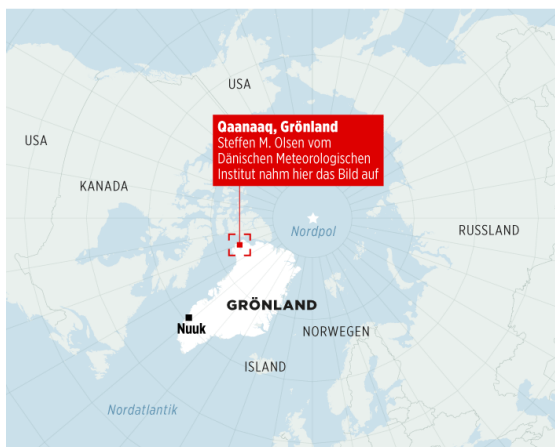 USA
Qaanaaq, Grönland
Steffen M. Olsen vom
Dänischen Meteorologischen
Institut nahm hier das Bild auf
USA
KANADA
Nordpol
RUSSLAND
GRÖNLAND
Nuuk
NORWEGEN
ISLAND
Nordatlantik